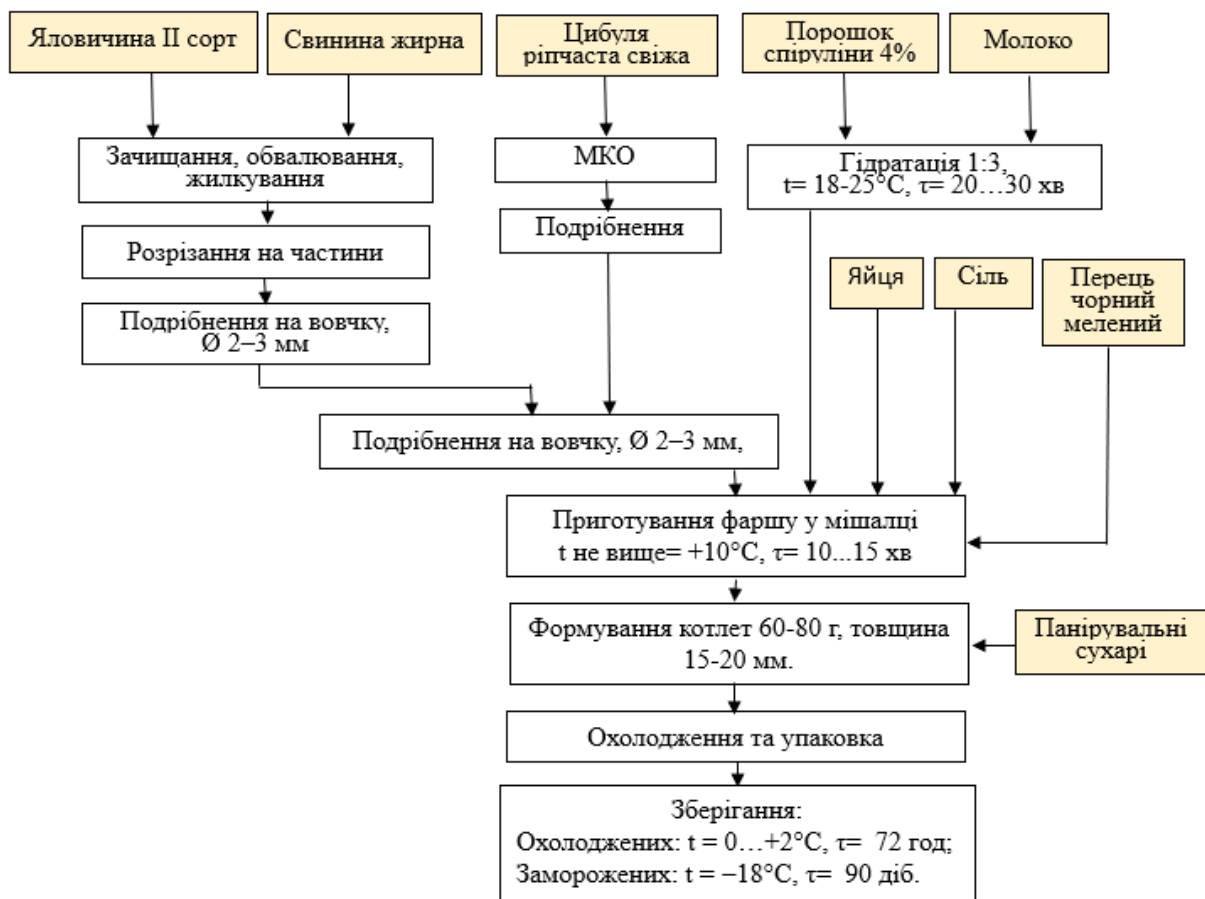 Яловичина ІІ сорт
Свинина жирна
Цибуля
ріпчаста свіжа
Порошок
спіруліни 4%
Молоко
Зачищання, обвалювання,
жилкування
МКО
Гідратація 1:3,
t= 18-25°С, τ= 20…30 хв
Розрізання на частини
Подрібнення
Яйця
Сіль
Перець
чорний
мелений
Подрібнення на вовчку,
Ø 2–3 мм
Подрібнення на вовчку, Ø 2–3 мм,
Приготування фаршу у мішалці
t не вище= +10°С, τ= 10...15 хв
Формування котлет 60-80 г, товщина
15-20 мм.
Панірувальні
сухарі
Охолодження та упаковка
Зберігання:
Охолоджених: t = 0…+2°С, τ=  72 год;
Заморожених: t = –18°С, τ=  90 діб.